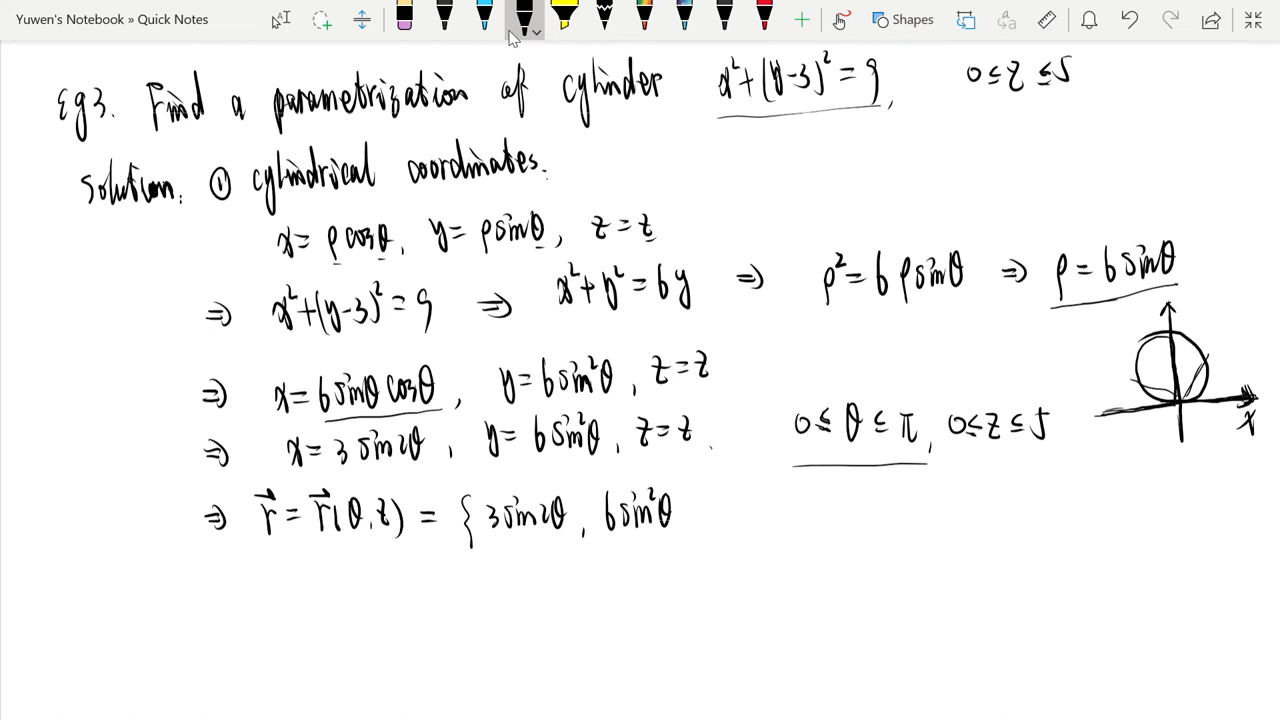 Yuwen's Notebook » Quick Notes
Shapes
Eg3. Find a parametrization of cylinder x²+(y-3)²=9, 0≤z≤5
Solution: ① cylindrical coordinates.
x=ρcosθ, y=ρsinθ, z=z
⇒ x²+(y-3)²=9 ⇒ x²+y²=6y ⇒ ρ²=6ρsinθ ⇒ ρ=6sinθ
⇒ x=6sinθcosθ, y=6sin²θ, z=z
⇒ x=3sin2θ, y=6sin²θ, z=z. 0≤θ≤π, 0≤z≤5
x
⇒ r⃗=r⃗(θ,z)={3sin2θ, 6sin²θ